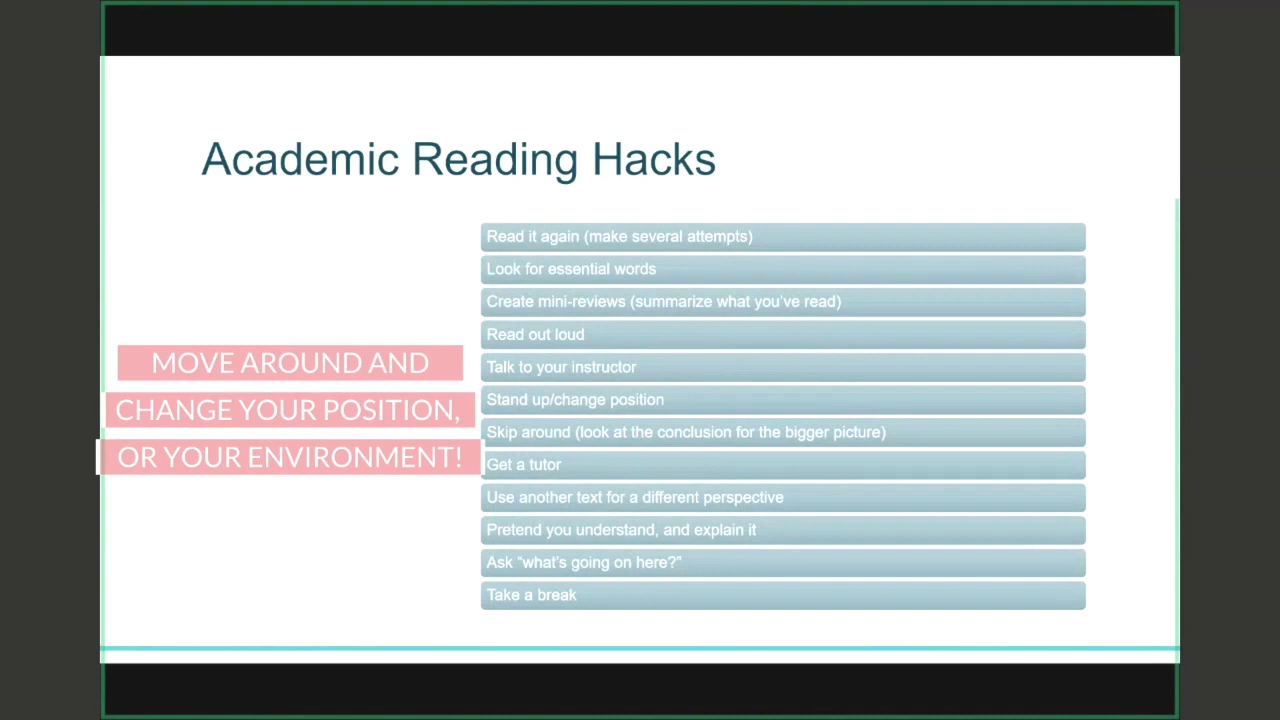 Academic Reading Hacks
Read it again (make several attempts)
Look for essential words
Create mini-reviews (summarize what you’ve read)
Read out loud
Talk to your instructor
Stand up/change position
Skip around (look at the conclusion for the bigger picture)
Get a tutor
Use another text for a different perspective
Pretend you understand, and explain it
Ask “what’s going on here?”
Take a break
MOVE AROUND AND
CHANGE YOUR POSITION,
OR YOUR ENVIRONMENT!